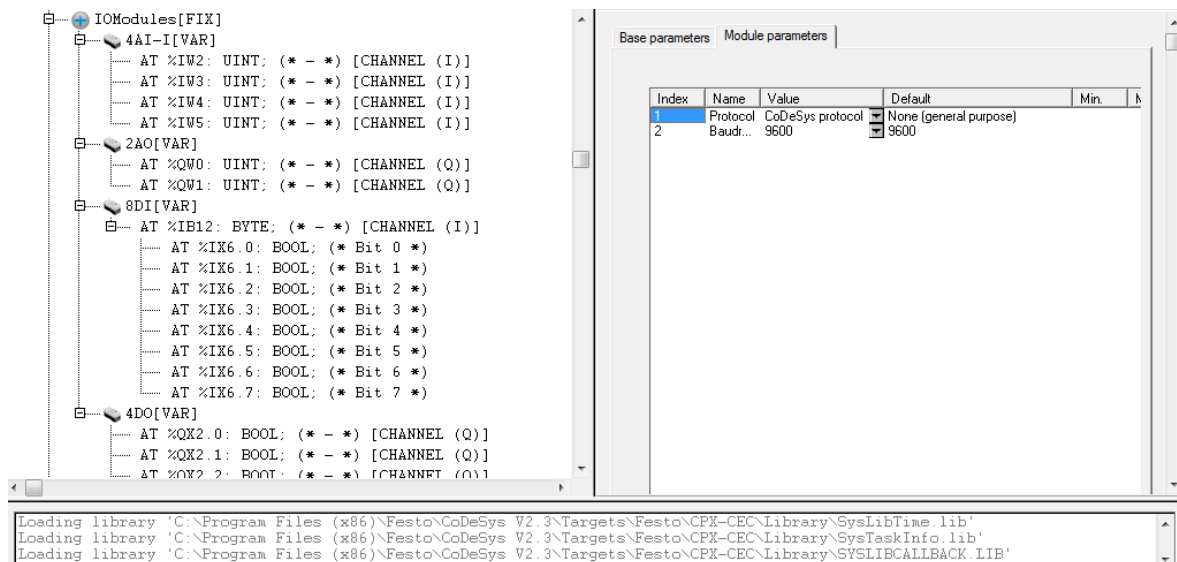 IOModules[FIX]
4AI-I[VAR]
AT %IW2: UINT; (* - *) [CHANNEL (I)]
AT %IW3: UINT; (* - *) [CHANNEL (I)]
AT %IW4: UINT; (* - *) [CHANNEL (I)]
AT %IW5: UINT; (* - *) [CHANNEL (I)]
2AO[VAR]
AT %QW0: UINT; (* - *) [CHANNEL (Q)]
AT %QW1: UINT; (* - *) [CHANNEL (Q)]
8DI[VAR]
AT %IB12: BYTE; (* - *) [CHANNEL (I)]
AT %IX6.0: BOOL; (* Bit 0 *)
AT %IX6.1: BOOL; (* Bit 1 *)
AT %IX6.2: BOOL; (* Bit 2 *)
AT %IX6.3: BOOL; (* Bit 3 *)
AT %IX6.4: BOOL; (* Bit 4 *)
AT %IX6.5: BOOL; (* Bit 5 *)
AT %IX6.6: BOOL; (* Bit 6 *)
AT %IX6.7: BOOL; (* Bit 7 *)
4DO[VAR]
AT %QX2.0: BOOL; (* - *) [CHANNEL (Q)]
AT %QX2.1: BOOL; (* - *) [CHANNEL (Q)]
AT %QX2.2: BOOL; (* - *) [CHANNEL (Q)]
Base parameters Module parameters
Index Name Value Default Min. M
1 Protocol CoDeSys protocol None (general purpose)
2 Baudr... 9600 9600
Loading library 'C:\Program Files (x86)\Festo\CoDeSys V2.3\Targets\Festo\CPX-CEC\Library\SysLibTime.lib'
Loading library 'C:\Program Files (x86)\Festo\CoDeSys V2.3\Targets\Festo\CPX-CEC\Library\SysTaskInfo.lib'
Loading library 'C:\Program Files (x86)\Festo\CoDeSys V2.3\Targets\Festo\CPX-CEC\Library\SYSLIBCALLBACK.LIB'